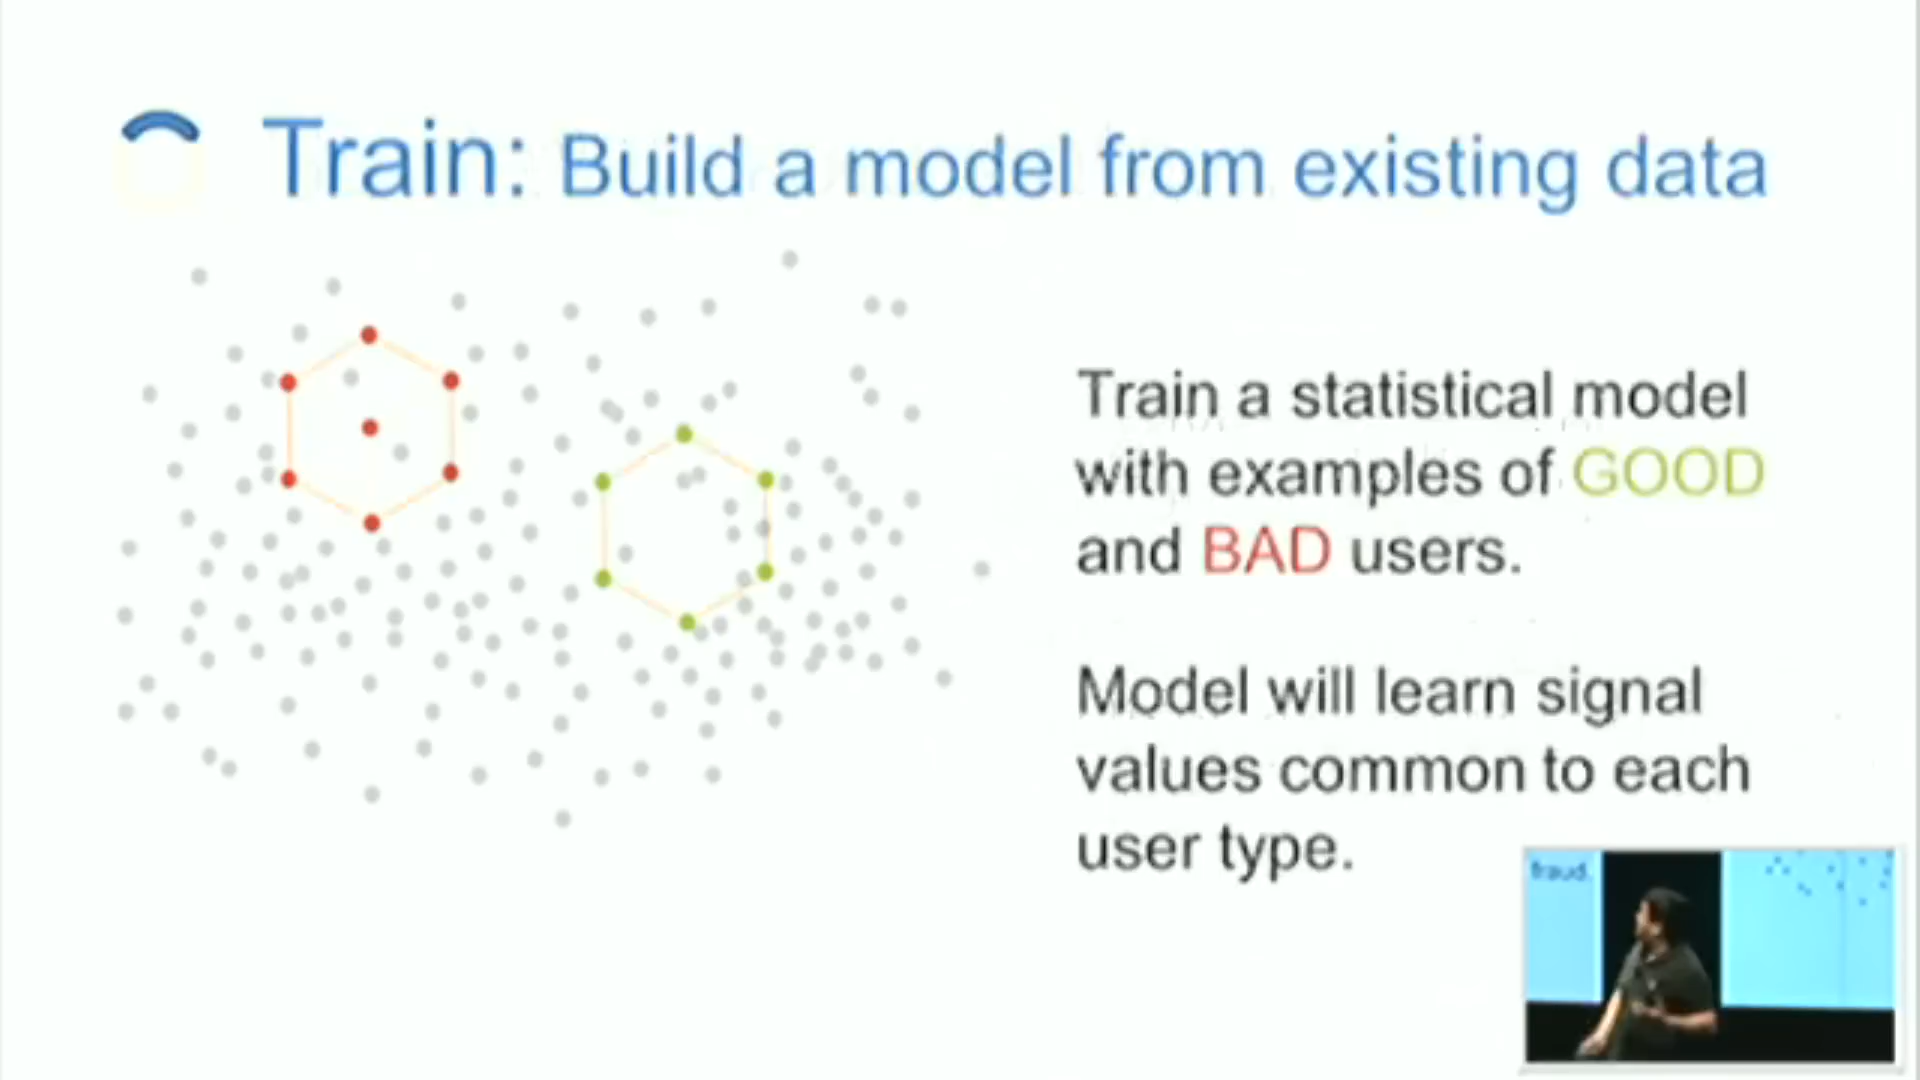 Train: Build a model from existing data
Train a statistical model
with examples of GOOD
and BAD users.
Model will learn signal
values common to each
user type.
fraud.